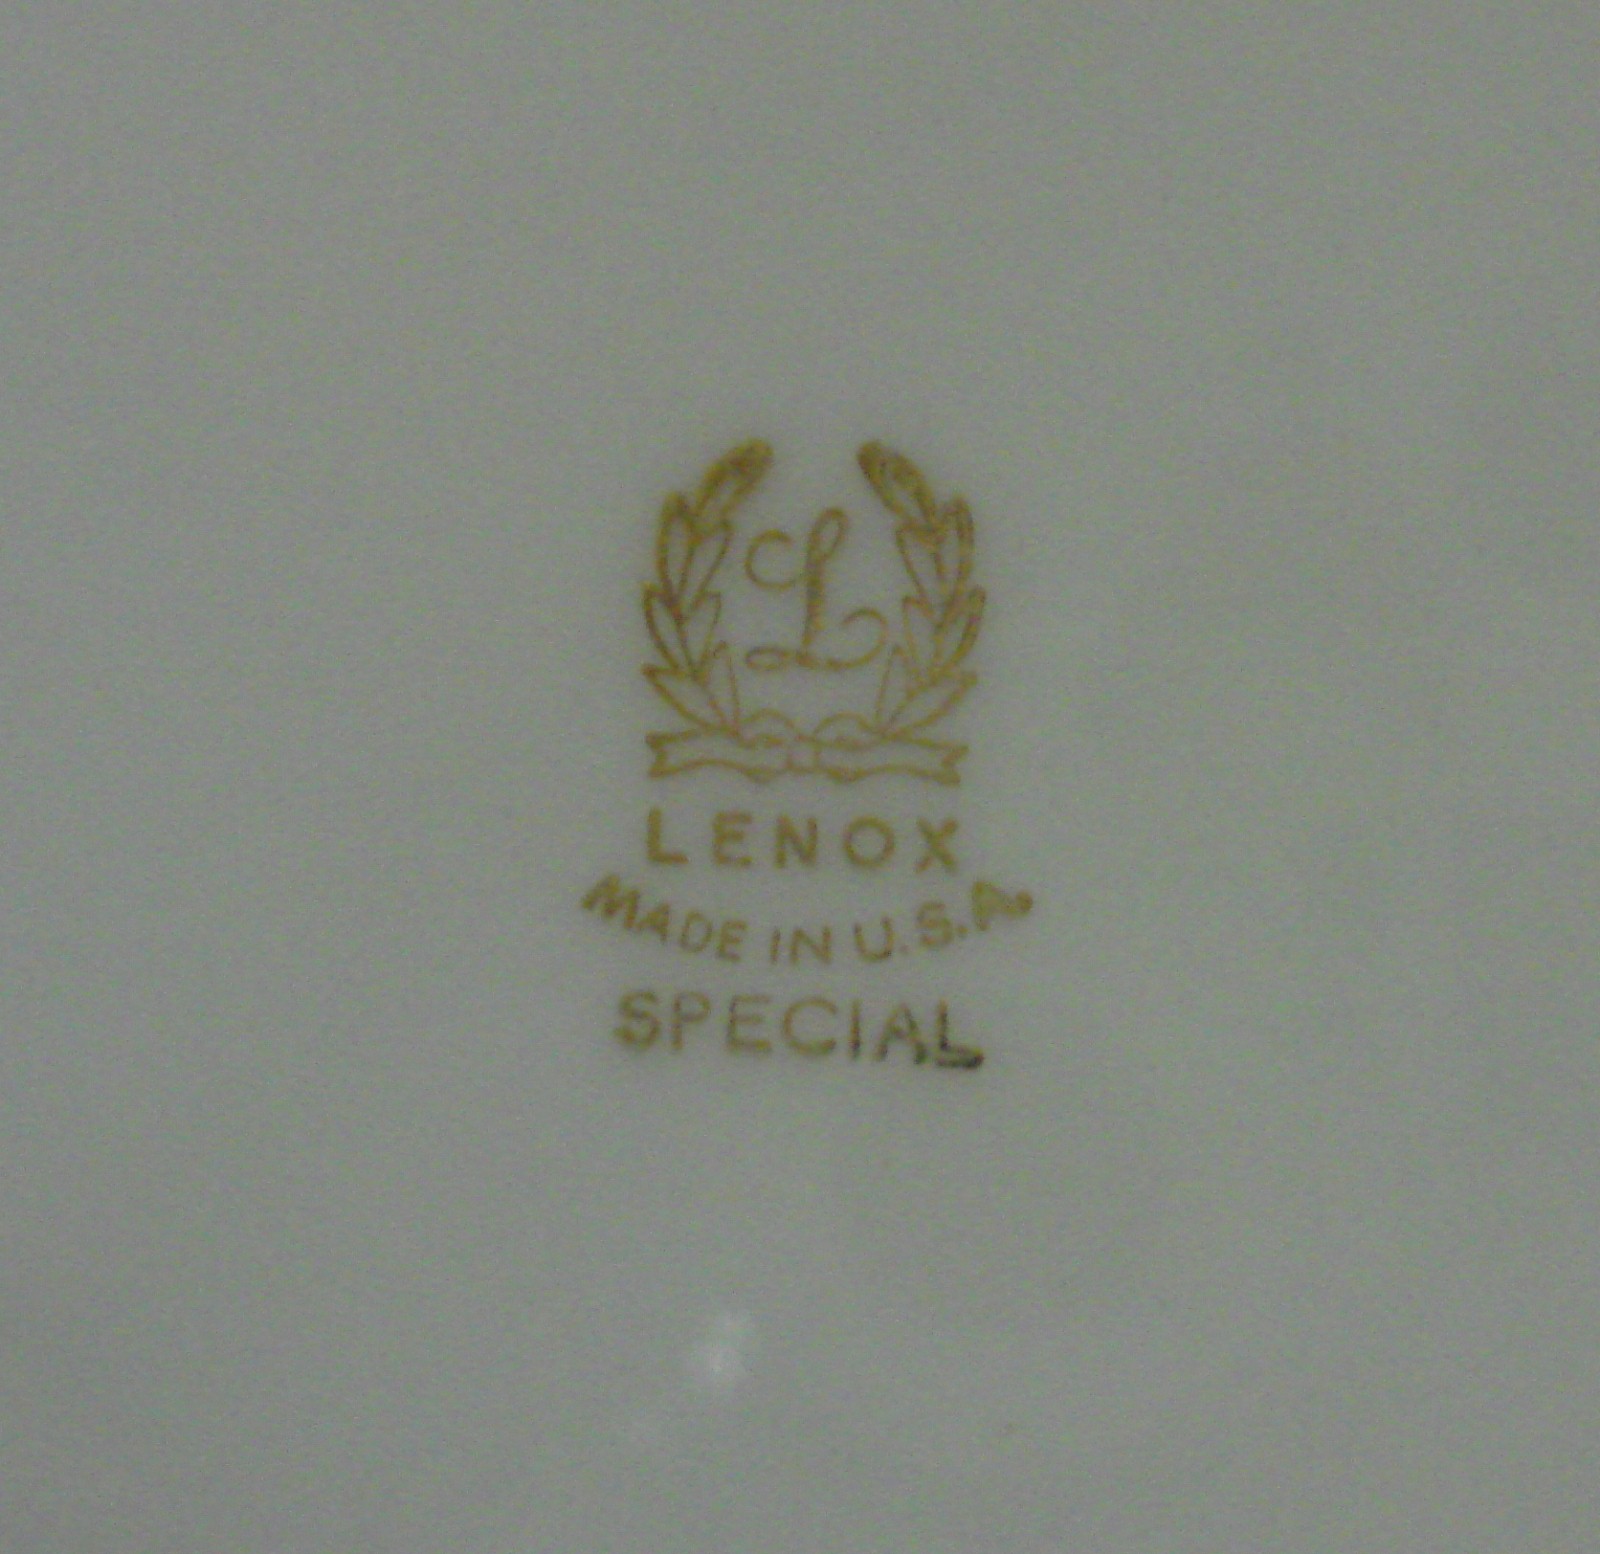 L
LENOX
MADE IN U.S.A.
SPECIAL